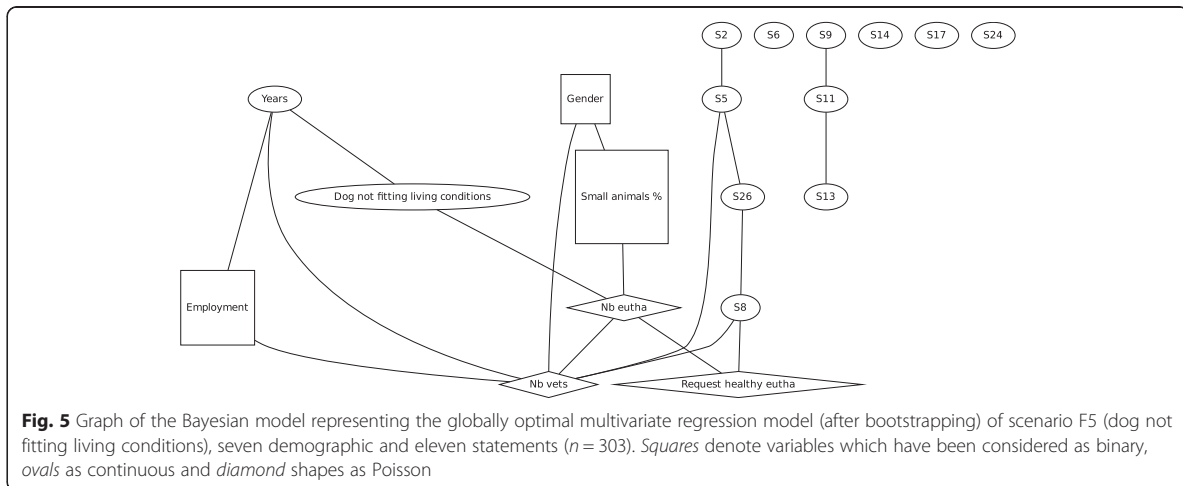 S2 S6 S9 S14 S17 S24
Years Gender S5 S11
Dog not fitting living conditions Small animals % S26 S13
Employment Nb eutha S8
Nb vets Request healthy eutha
Fig. 5 Graph of the Bayesian model representing the globally optimal multivariate regression model (after bootstrapping) of scenario F5 (dog not
fitting living conditions), seven demographic and eleven statements (n = 303). Squares denote variables which have been considered as binary,
ovals as continuous and diamond shapes as Poisson